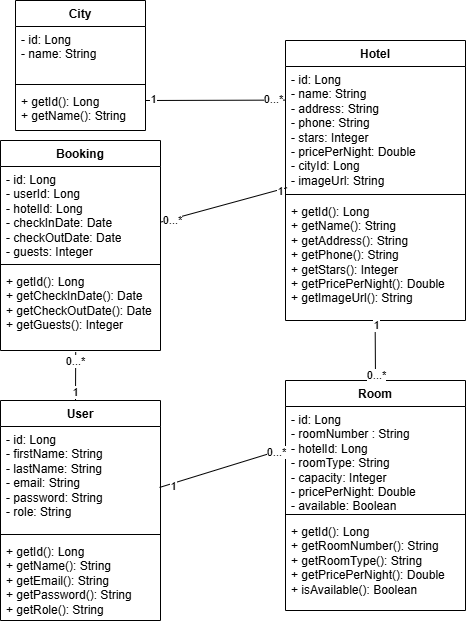 City
- id: Long
- name: String
+ getId(): Long
+ getName(): String
1
0...*
Hotel
- id: Long
- name: String
- address: String
- phone: String
- stars: Integer
- pricePerNight: Double
- cityId: Long
- imageUrl: String
+ getId(): Long
+ getName(): String
+ getAddress(): String
+ getPhone(): String
+ getStars(): Integer
+ getPricePerNight(): Double
+ getImageUrl(): String
Booking
- id: Long
- userId: Long
- hotelId: Long
- checkInDate: Date
- checkOutDate: Date
- guests: Integer
+ getId(): Long
+ getCheckInDate(): Date
+ getCheckOutDate(): Date
+ getGuests(): Integer
0...*
1
0...*
1
1
0...*
User
- id: Long
- firstName: String
- lastName: String
- email: String
- password: String
- role: String
+ getId(): Long
+ getName(): String
+ getEmail(): String
+ getPassword(): String
+ getRole(): String
1
0...*
Room
- id: Long
- roomNumber : String
- hotelId: Long
- roomType: String
- capacity: Integer
- pricePerNight: Double
- available: Boolean
+ getId(): Long
+ getRoomNumber(): String
+ getRoomType(): String
+ getPricePerNight(): Double
+ isAvailable(): Boolean